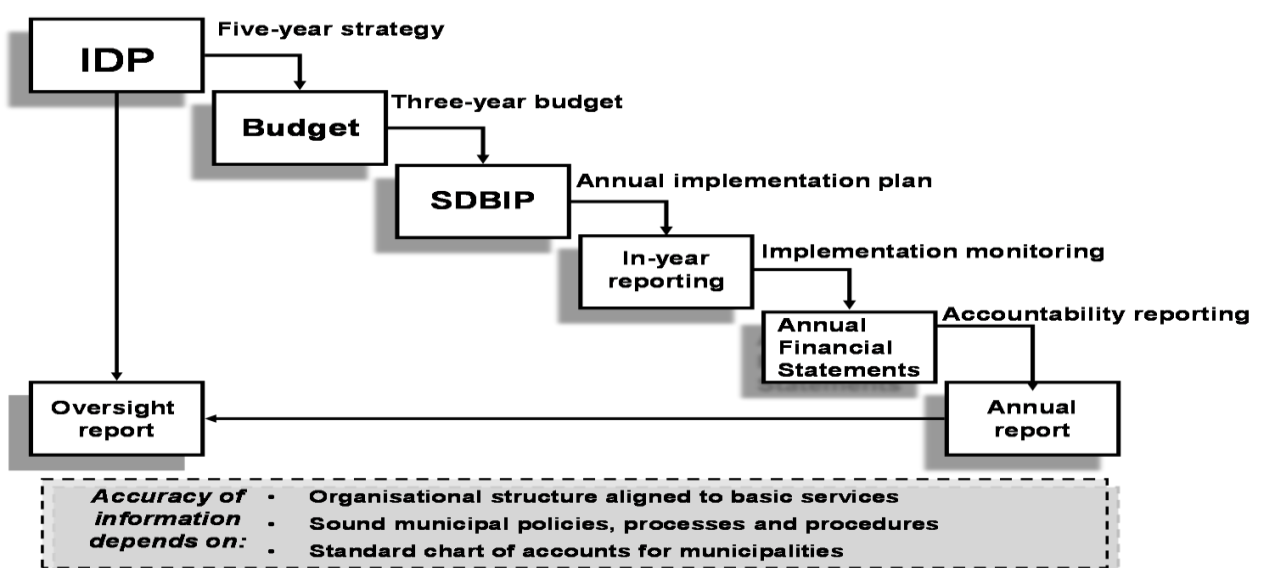 IDP
Five-year strategy
Budget
Three-year budget
SDBIP
Annual implementation plan
In-year
reporting
Implementation monitoring
Annual
Financial
Statements
Accountability reporting
Annual
report
Oversight
report
Accuracy of
information
depends on:
• Organisational structure aligned to basic services
• Sound municipal policies, processes and procedures
• Standard chart of accounts for municipalities